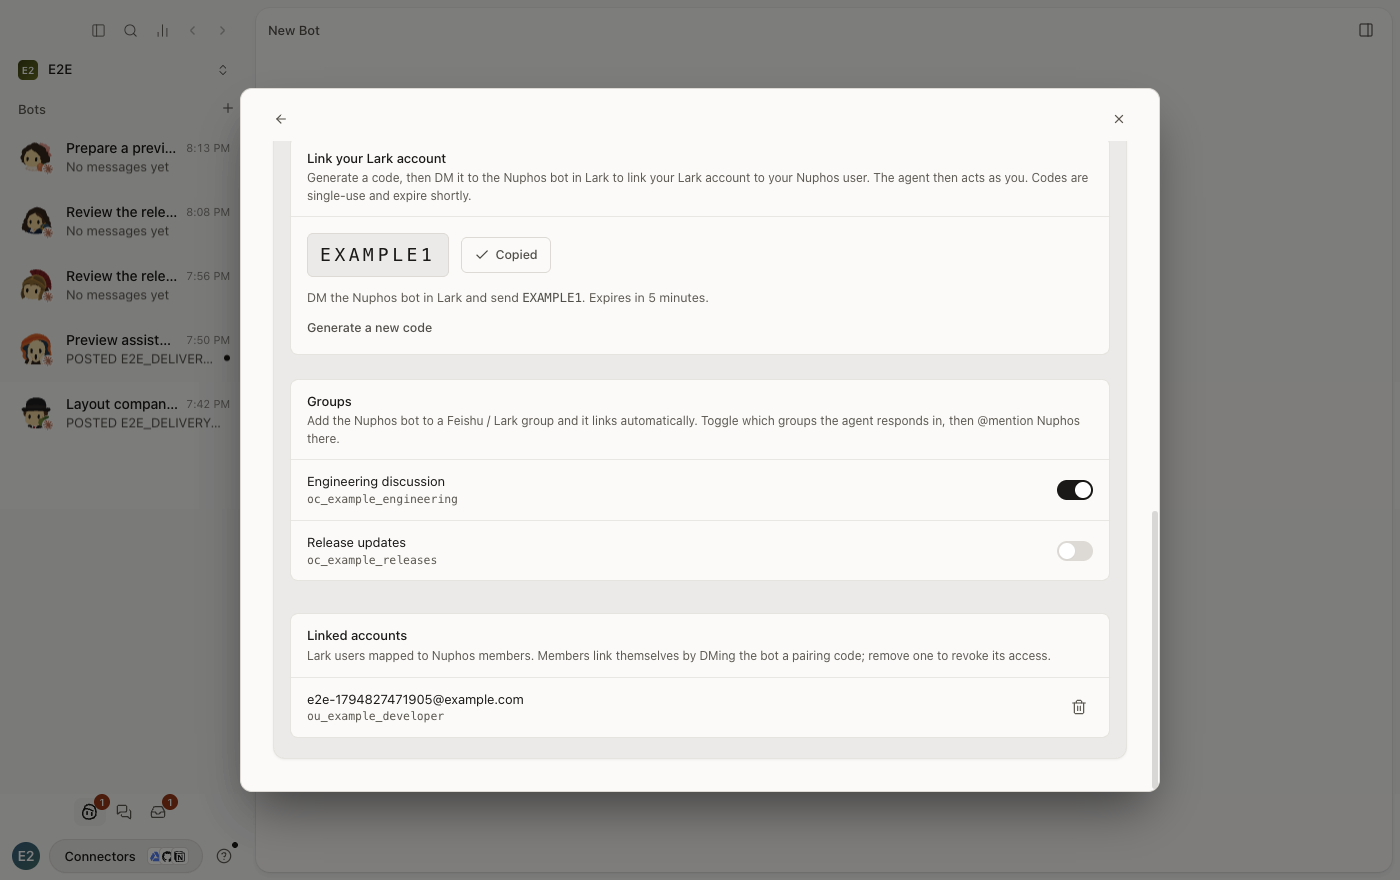 New Bot
E2 E2E
Bots
Prepare a previ... 8:13 PM
No messages yet
Review the rele... 8:08 PM
No messages yet
Review the rele... 7:56 PM
No messages yet
Preview assist... 7:50 PM
POSTED E2E_DELIVER...
Layout compan... 7:42 PM
POSTED E2E_DELIVERY...
1
1
E2
Connectors
Link your Lark account
Generate a code, then DM it to the Nuphos bot in Lark to link your Lark account to your Nuphos user. The agent then acts as you. Codes are
single-use and expire shortly.
EXAMPLE1
Copied
DM the Nuphos bot in Lark and send EXAMPLE1. Expires in 5 minutes.
Generate a new code
Groups
Add the Nuphos bot to a Feishu / Lark group and it links automatically. Toggle which groups the agent responds in, then @mention Nuphos
there.
Engineering discussion
oc_example_engineering
Release updates
oc_example_releases
Linked accounts
Lark users mapped to Nuphos members. Members link themselves by DMing the bot a pairing code; remove one to revoke its access.
e2e-1794827471905@example.com
ou_example_developer